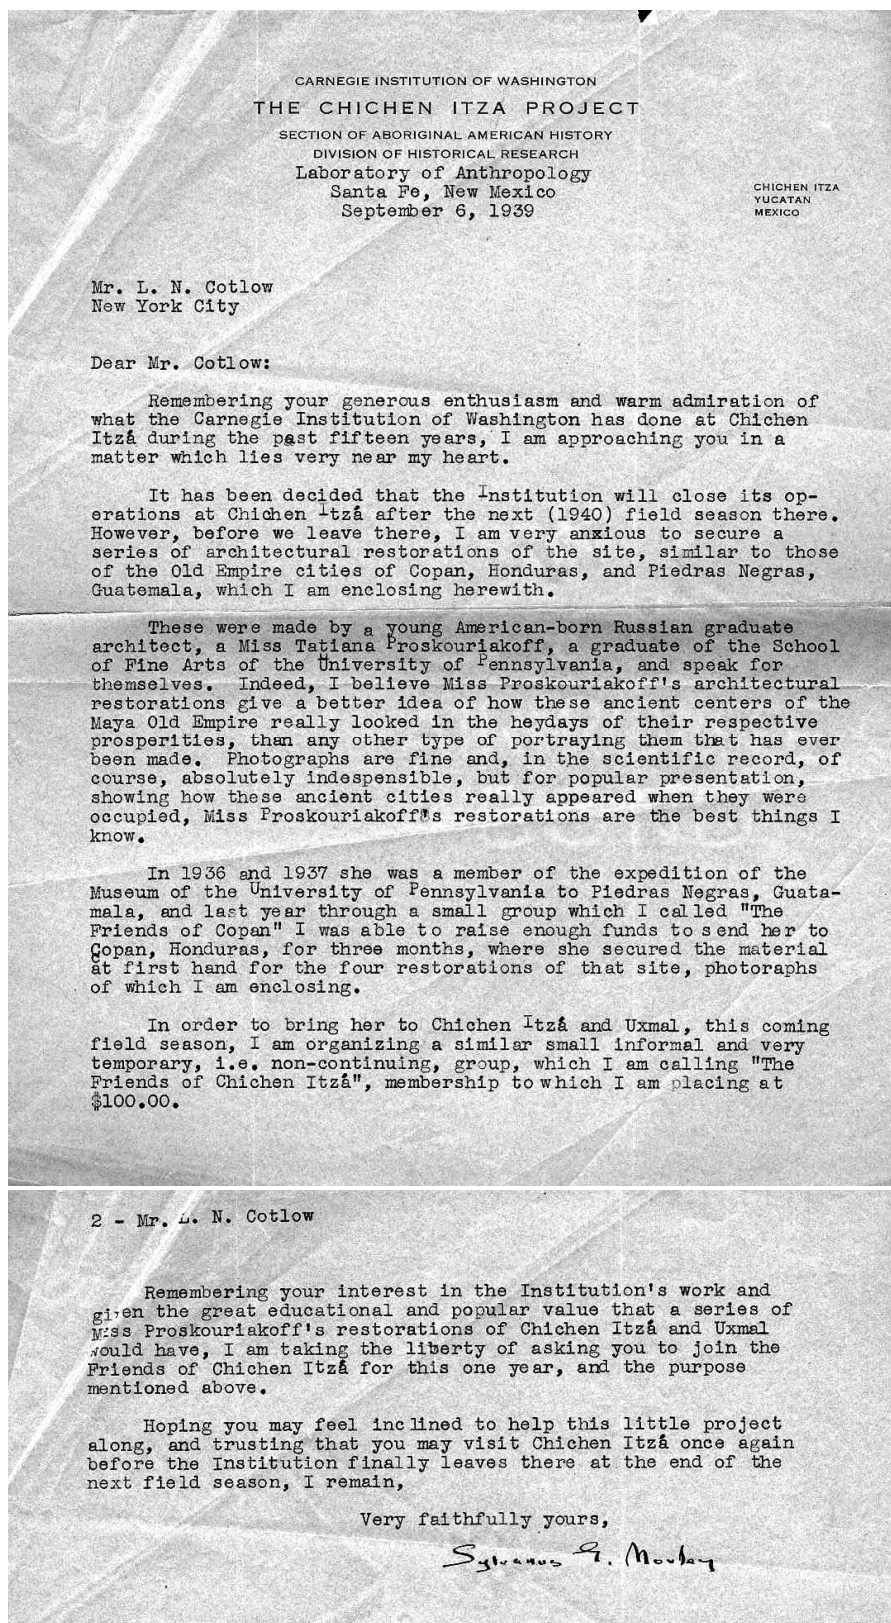 CARNEGIE INSTITUTION OF WASHINGTON
THE CHICHEN ITZA PROJECT
SECTION OF ABORIGINAL AMERICAN HISTORY
DIVISION OF HISTORICAL RESEARCH
Laboratory of Anthropology
Santa Fe, New Mexico
September 6, 1939
CHICHEN ITZA
YUCATAN
MEXICO
Mr. L. N. Cotlow
New York City
Dear Mr. Cotlow:
Remembering your generous enthusiasm and warm admiration of
what the Carnegie Institution of Washington has done at Chichen
Itzá during the past fifteen years, I am approaching you in a
matter which lies very near my heart.
It has been decided that the Institution will close its op-
erations at Chichen Itzá after the next (1940) field season there.
However, before we leave there, I am very anxious to secure a
series of architectural restorations of the site, similar to those
of the Old Empire cities of Copan, Honduras, and Piedras Negras,
Guatemala, which I am enclosing herewith.
These were made by a young American-born Russian graduate
architect, a Miss Tatiana Proskouriakoff, a graduate of the School
of Fine Arts of the University of Pennsylvania, and speak for
themselves. Indeed, I believe Miss Proskouriakoff's architectural
restorations give a better idea of how these ancient centers of the
Maya Old Empire really looked in the heydays of their respective
prosperities, than any other type of portraying them that has ever
been made. Photographs are fine and, in the scientific record, of
course, absolutely indespensible, but for popular presentation,
showing how these ancient cities really appeared when they were
occupied, Miss Proskouriakoff's restorations are the best things I
know.
In 1936 and 1937 she was a member of the expedition of the
Museum of the University of Pennsylvania to Piedras Negras, Guata-
mala, and last year through a small group which I called "The
Friends of Copan" I was able to raise enough funds to send her to
Copan, Honduras, for three months, where she secured the material
at first hand for the four restorations of that site, photoraphs
of which I am enclosing.
In order to bring her to Chichen Itzá and Uxmal, this coming
field season, I am organizing a similar small informal and very
temporary, i.e. non-continuing, group, which I am calling "The
Friends of Chichen Itzá", membership to which I am placing at
$100.00.
2 - Mr. L. N. Cotlow
Remembering your interest in the Institution's work and
given the great educational and popular value that a series of
Miss Proskouriakoff's restorations of Chichen Itzá and Uxmal
would have, I am taking the liberty of asking you to join the
Friends of Chichen Itzá for this one year, and the purpose
mentioned above.
Hoping you may feel inclined to help this little project
along, and trusting that you may visit Chichen Itzá once again
before the Institution finally leaves there at the end of the
next field season, I remain,
Very faithfully yours,
Sylvanus G. Morley